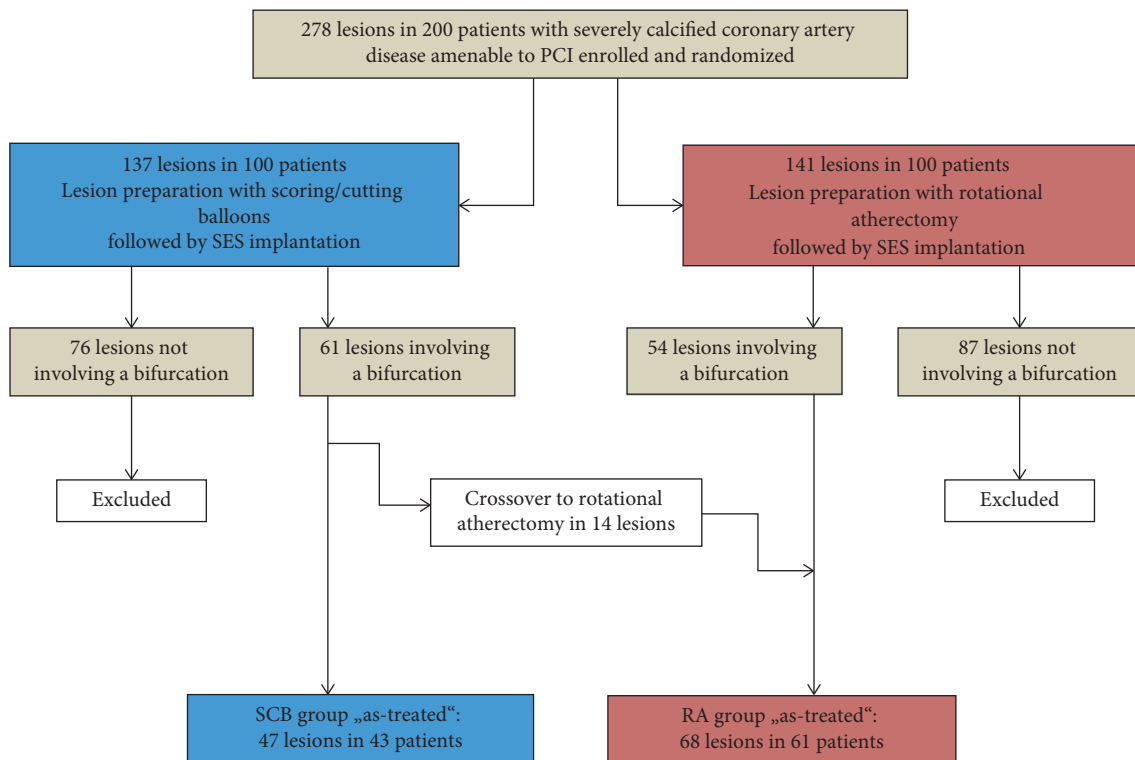 278 lesions in 200 patients with severely calcified coronary artery
disease amenable to PCI enrolled and randomized
137 lesions in 100 patients
Lesion preparation with scoring/cutting
balloons
followed by SES implantation
141 lesions in 100 patients
Lesion preparation with rotational
atherectomy
followed by SES implantation
76 lesions not
involving a bifurcation
61 lesions involving
a bifurcation
54 lesions involving
a bifurcation
87 lesions not
involving a bifurcation
Excluded
Crossover to rotational
atherectomy in 14 lesions
Excluded
SCB group „as-treated“:
47 lesions in 43 patients
RA group „as-treated“:
68 lesions in 61 patients